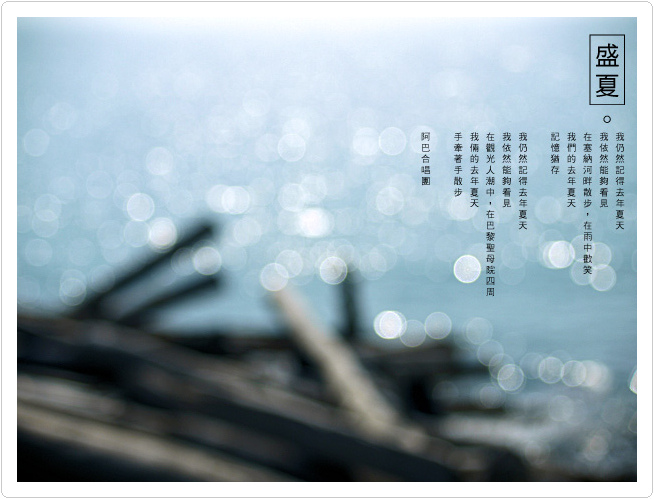 盛夏
我仍然記得去年夏天
我依然能夠看見
在塞納河畔散步，在雨中歡笑
我們的去年夏天
記憶猶存
我仍然記得去年夏天
我依然能夠看見
在觀光人潮中，在巴黎聖母院四周
我倆的去年夏天
手牽著手散步
阿巴合唱團